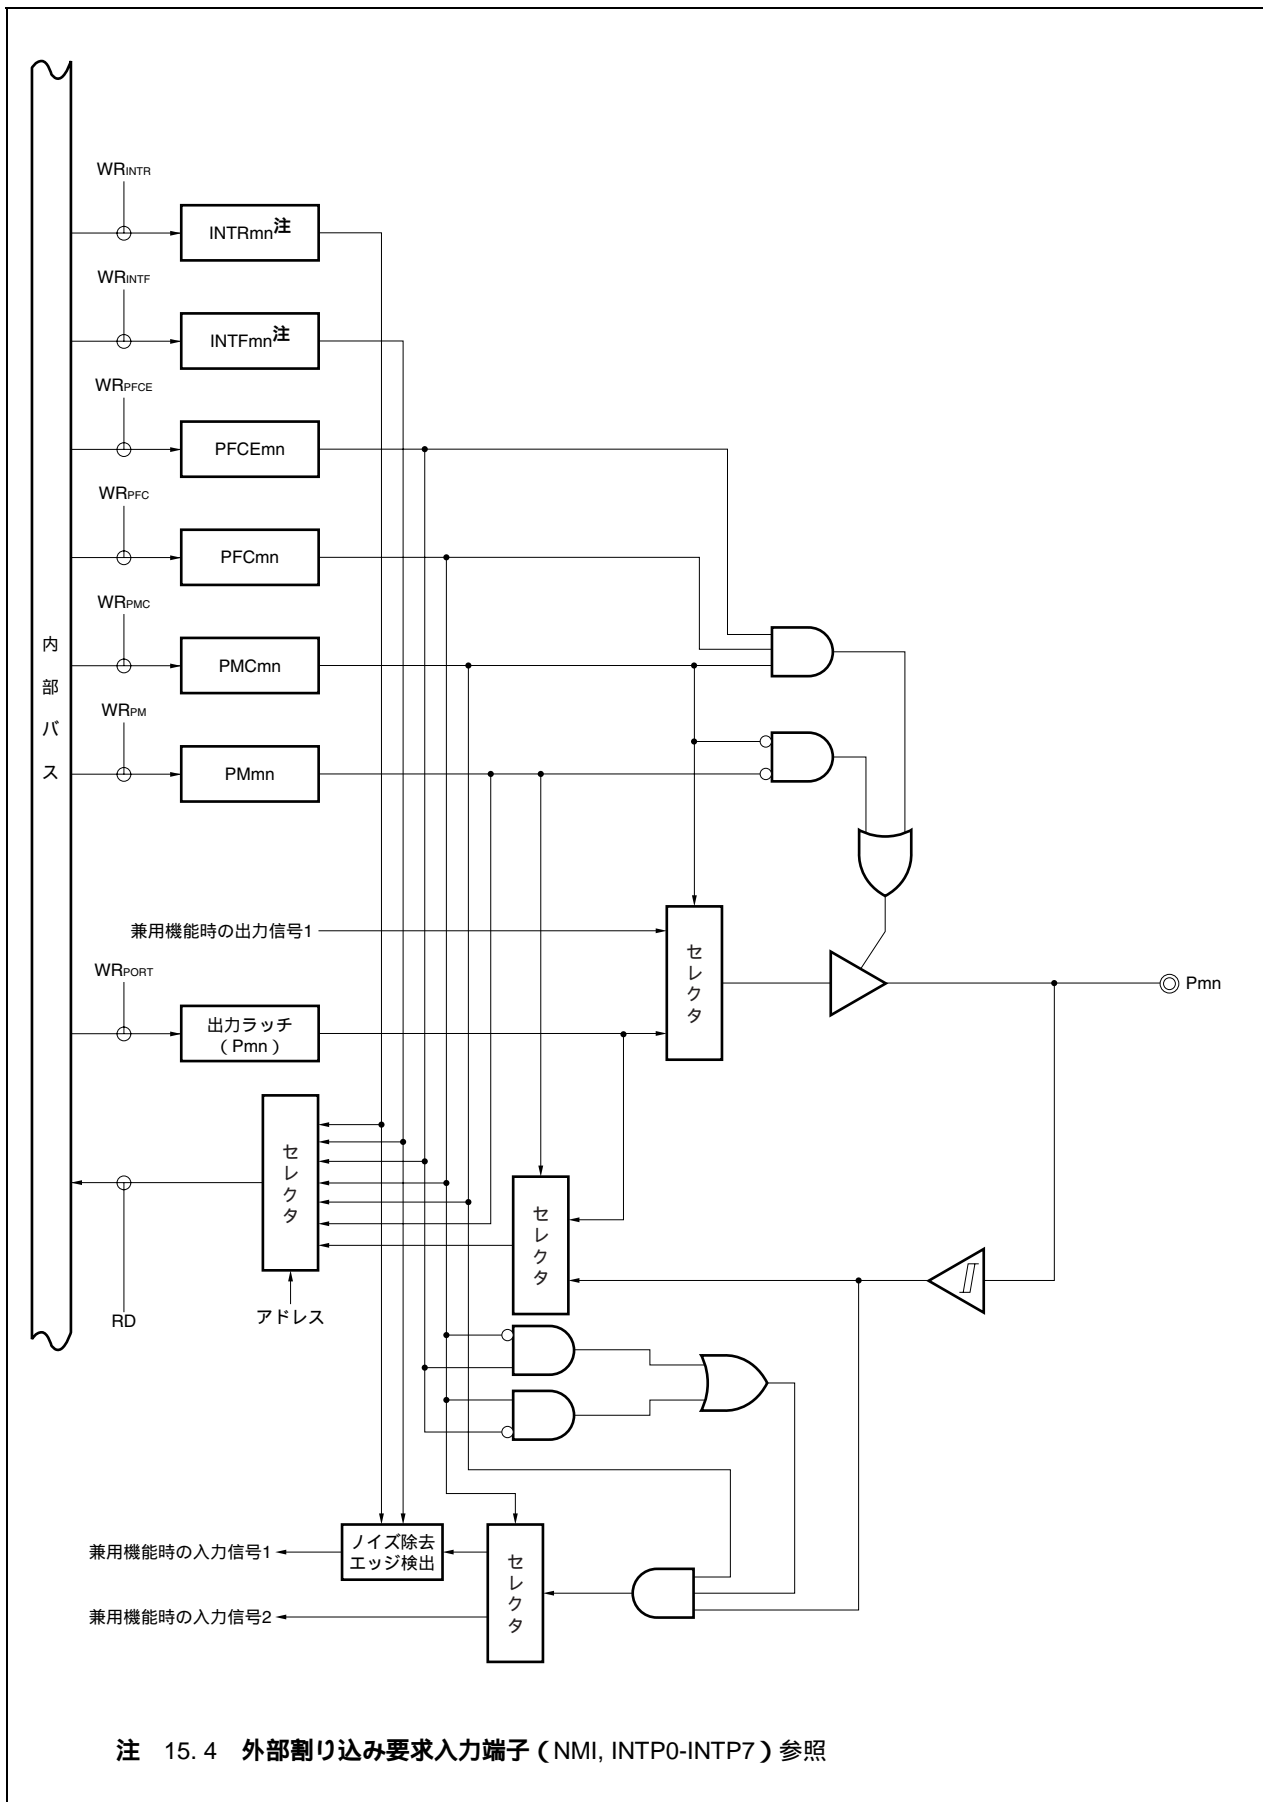 WRINTR
INTRmn注
WRINTF
INTFmn注
WRPFCE
PFCEmn
WRPFC
PFCmn
WRPMC
PMCmn
WRPM
PMmn
内部バス
兼用機能時の出力信号1
セレクタ
Pmn
WRPORT
出力ラッチ
(Pmn)
セレクタ
セレクタ
RD
アドレス
ノイズ除去
エッジ検出
セレクタ
兼用機能時の入力信号1
兼用機能時の入力信号2
注 15. 4 外部割り込み要求入力端子(NMI, INTP0-INTP7)参照